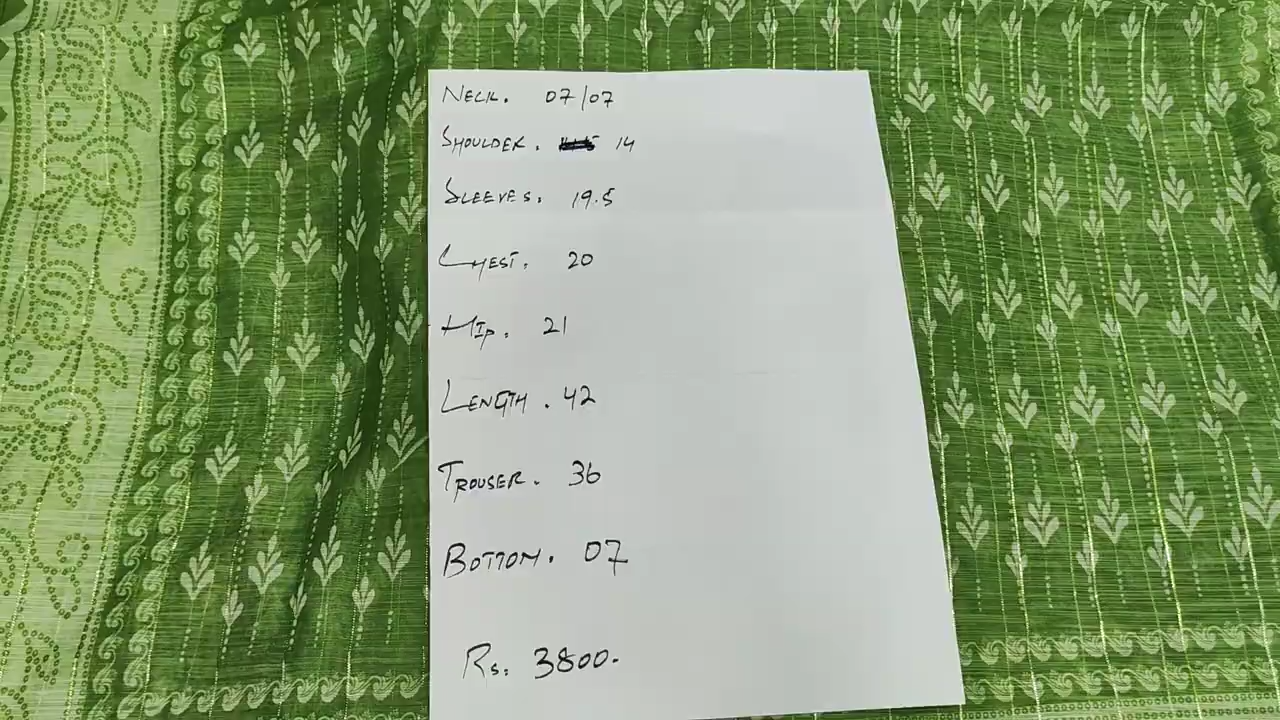 NECK. 07/07
SHOULDER. 14
SLEEVES. 19.5
CHEST. 20
HIP. 21
LENGTH. 42
TROUSER. 36
BOTTOM. 07
Rs. 3800.